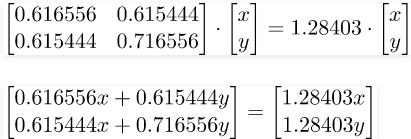 [0.616556 0.615444] · [x] = 1.28403 · [x]
[0.615444 0.716556] [y] [y]
[0.616556x + 0.615444y] = [1.28403x]
[0.615444x + 0.716556y] [1.28403y]